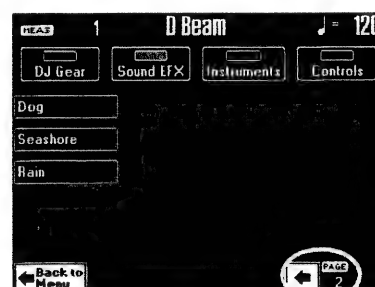 MEAS 1 D Beam ♩= 120
DJ Gear Sound EFX Instruments Controls
Dog
Seashore
Rain
Back to PAGE
Menu 2